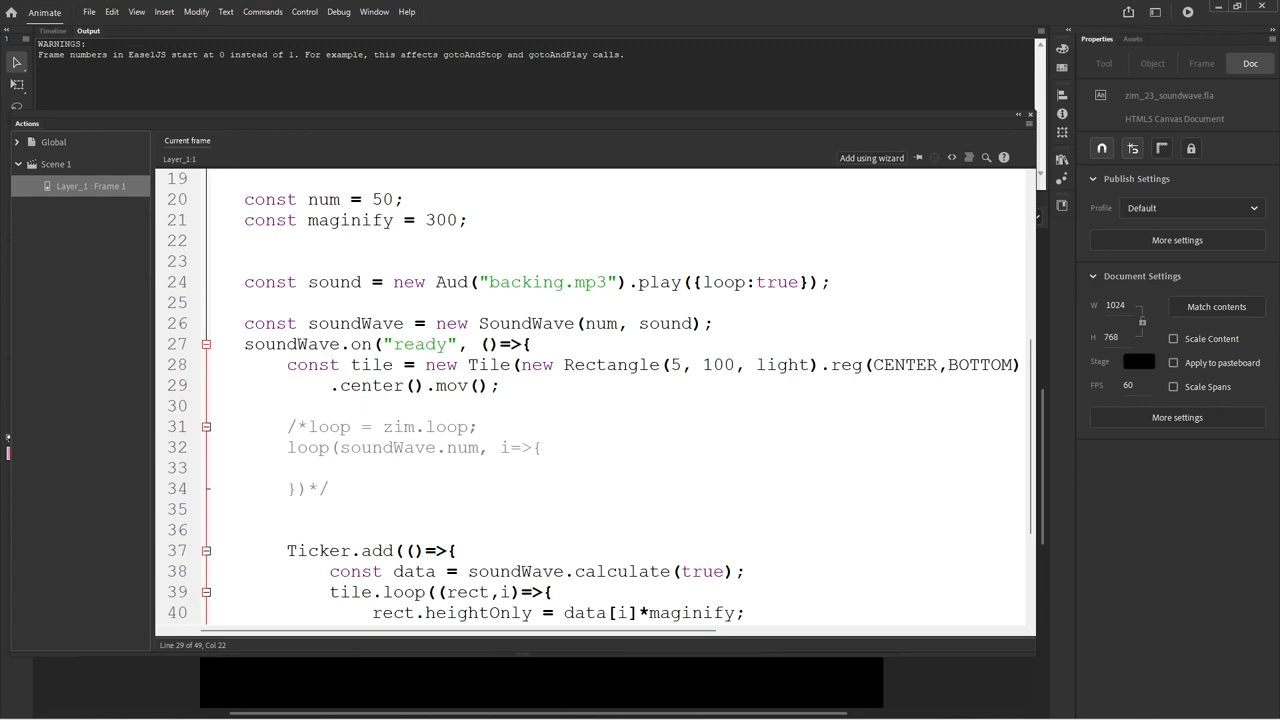 Animate File Edit View Insert Modify Text Commands Control Debug Window Help
Timeline Output
WARNINGS:
Frame numbers in EaselJS start at 0 instead of 1. For example, this affects gotoAndStop and gotoAndPlay calls.
Actions
Global
Scene 1
Layer_1 : Frame 1
Current frame
Layer_1:1
Add using wizard
19
20 const num = 50;
21 const maginify = 300;
22
23
24 const sound = new Aud("backing.mp3").play({loop:true});
25
26 const soundWave = new SoundWave(num, sound);
27 soundWave.on("ready", ()=>{
28 const tile = new Tile(new Rectangle(5, 100, light).reg(CENTER,BOTTOM)
29 .center().mov();
30
31 /*loop = zim.loop;
32 loop(soundWave.num, i=>{
33
34 })*/
35
36
37 Ticker.add(()=>{
38 const data = soundWave.calculate(true);
39 tile.loop((rect,i)=>{
40 rect.heightOnly = data[i]*maginify;
Line 29 of 49, Col 22
Properties Assets
Tool Object Frame Doc
An zim_23_soundwave.fla
HTML5 Canvas Document
Publish Settings
Profile Default
More settings
Document Settings
W 1024 Match contents
H 768 Scale Content
Stage Apply to pasteboard
FPS 60 Scale Spans
More settings